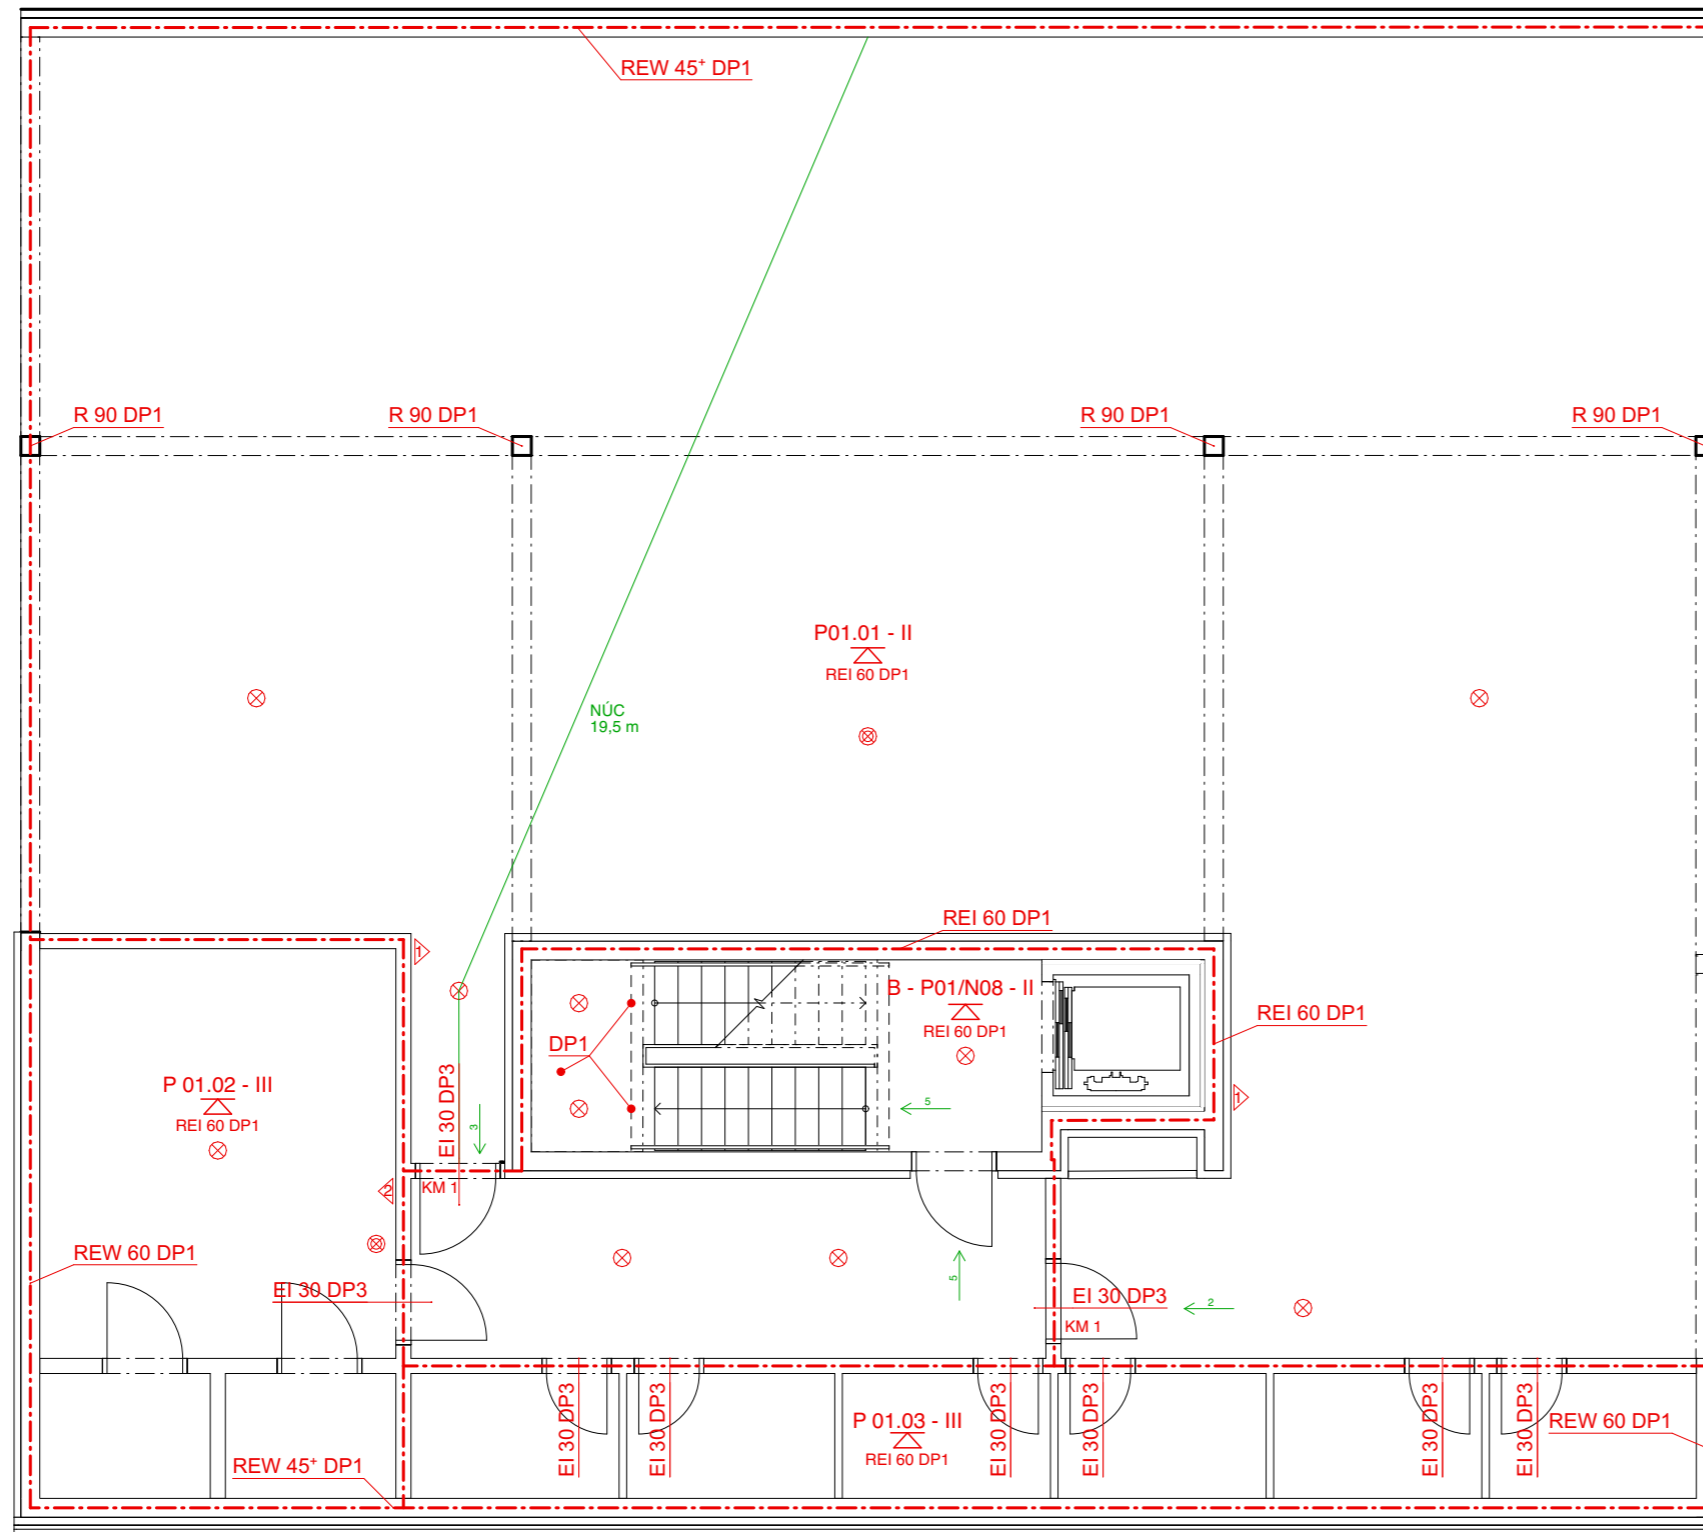 REW 45⁺ DP1
R 90 DP1
R 90 DP1
R 90 DP1
R 90 DP1
P01.01 - II
REI 60 DP1
NÚC
19,5 m
REI 60 DP1
1
B - P01/N08 - II
REI 60 DP1
REI 60 DP1
DP1
P 01.02 - III
REI 60 DP1
EI 30 DP3
3
5
1
KM 1
2
REW 60 DP1
EI 30 DP3
5
EI 30 DP3
2
KM 1
EI 30 DP3
EI 30 DP3
P 01.03 - III
REI 60 DP1
EI 30 DP3
EI 30 DP3
EI 30 DP3
EI 30 DP3
REW 60 DP1
REW 45⁺ DP1